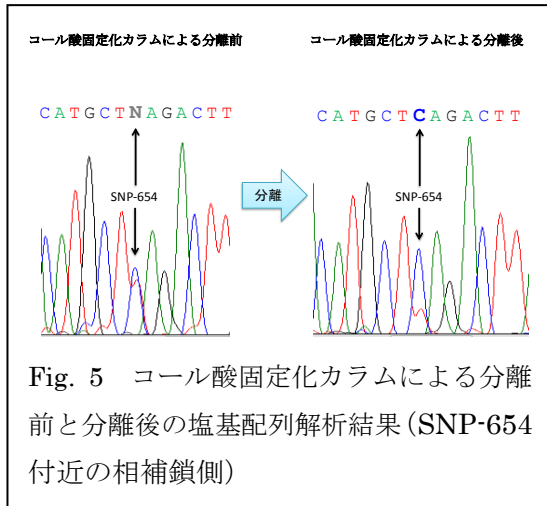 コール酸固定化カラムによる分離前
コール酸固定化カラムによる分離後
CATGCTNAGACTT
CATGCTCAGACTT
SNP-654
分離
SNP-654
Fig. 5 コール酸固定化カラムによる分離
前と分離後の塩基配列解析結果(SNP-654
付近の相補鎖側)